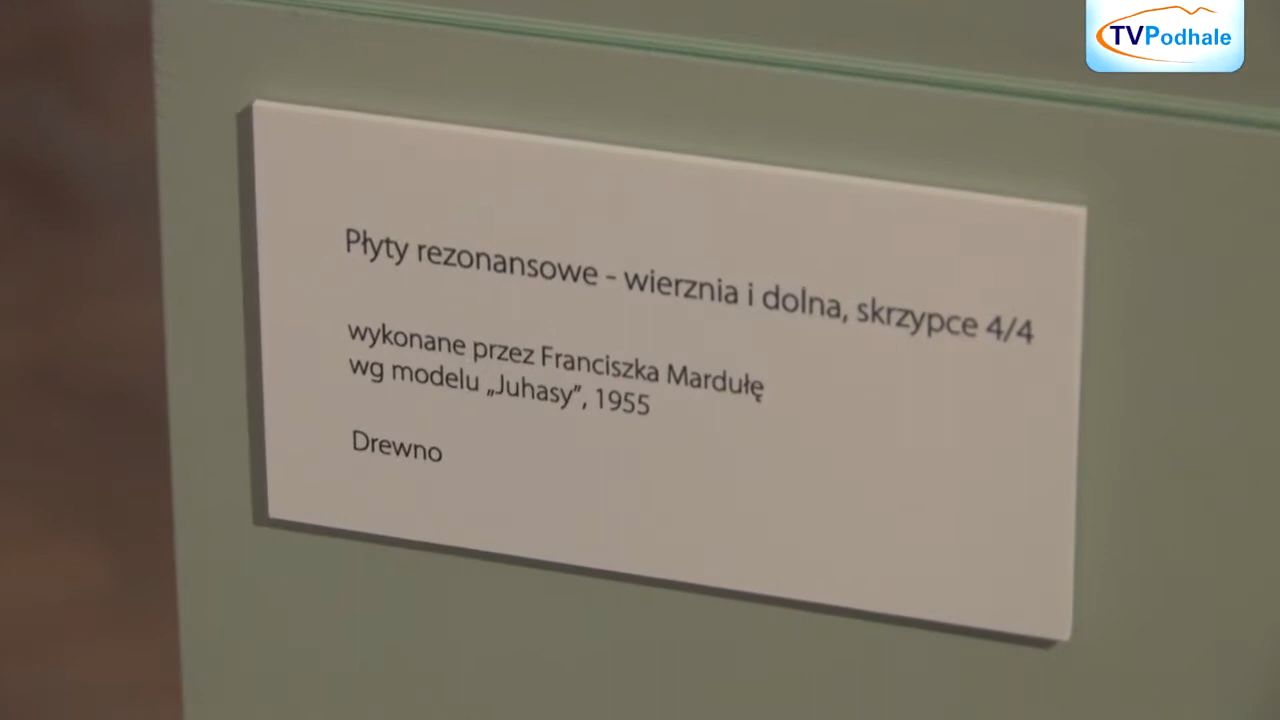 TVPodhale
Płyty rezonansowe - wierznia i dolna, skrzypce 4/4
wykonane przez Franciszka Mardułę
wg modelu „Juhasy”, 1955
Drewno